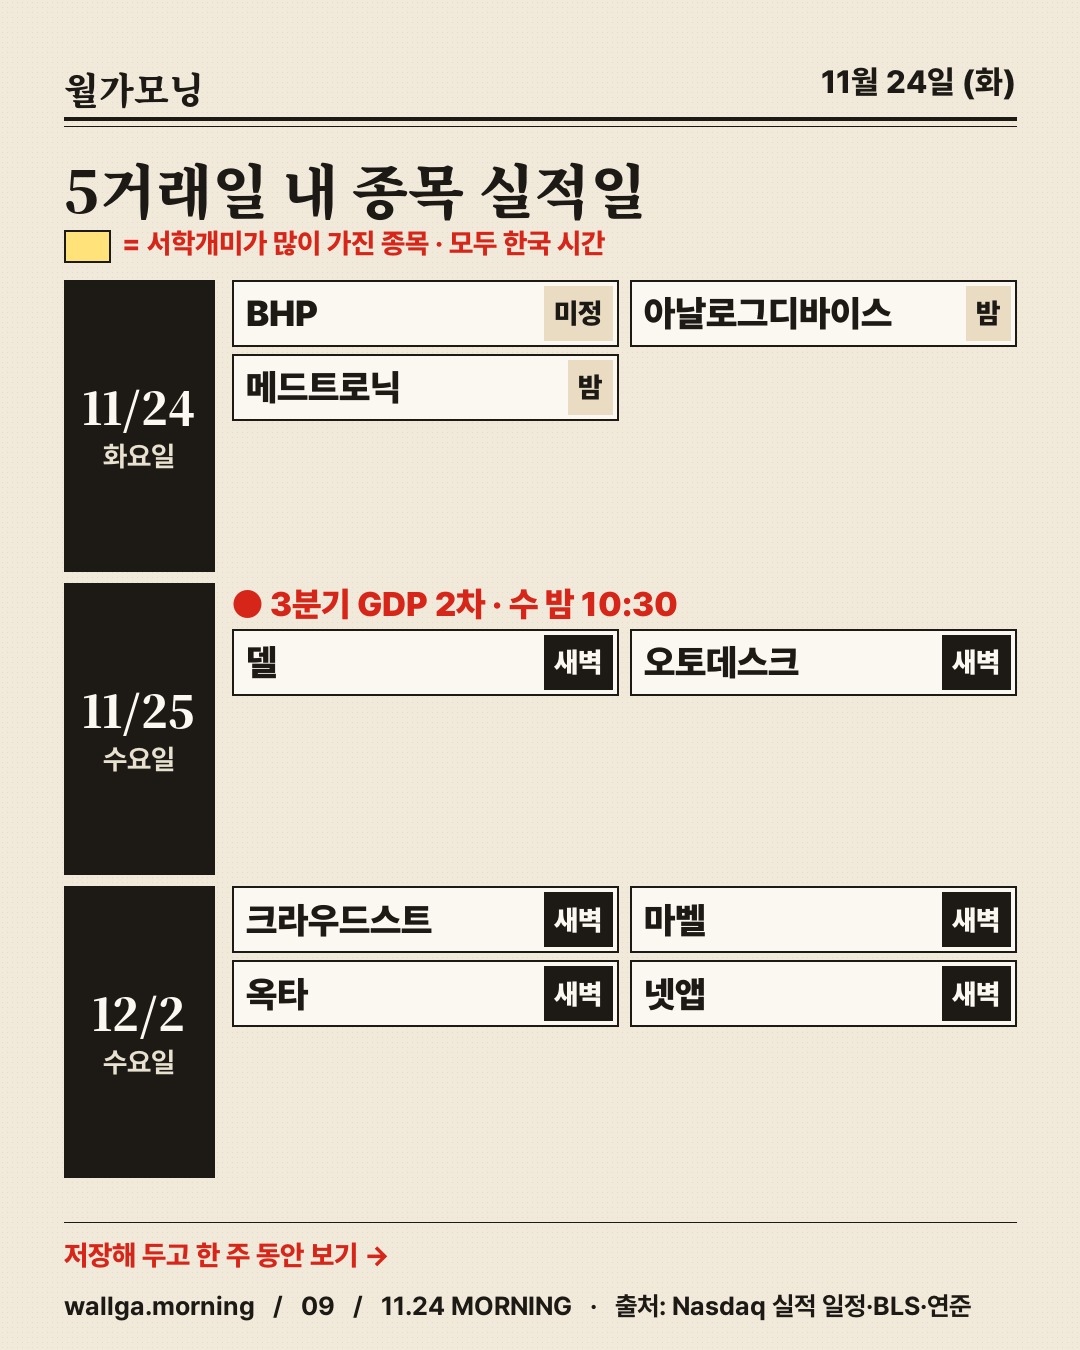 월가모닝
11월 24일 (화)
5거래일 내 종목 실적일
= 서학개미가 많이 가진 종목 · 모두 한국 시간
11/24
화요일
BHP 미정
아날로그디바이스 밤
메드트로닉 밤
11/25
수요일
● 3분기 GDP 2차 · 수 밤 10:30
델 새벽
오토데스크 새벽
12/2
수요일
크라우드스트 새벽
마벨 새벽
옥타 새벽
넷앱 새벽
저장해 두고 한 주 동안 보기 →
wallga.morning / 09 / 11.24 MORNING · 출처: Nasdaq 실적 일정·BLS·연준